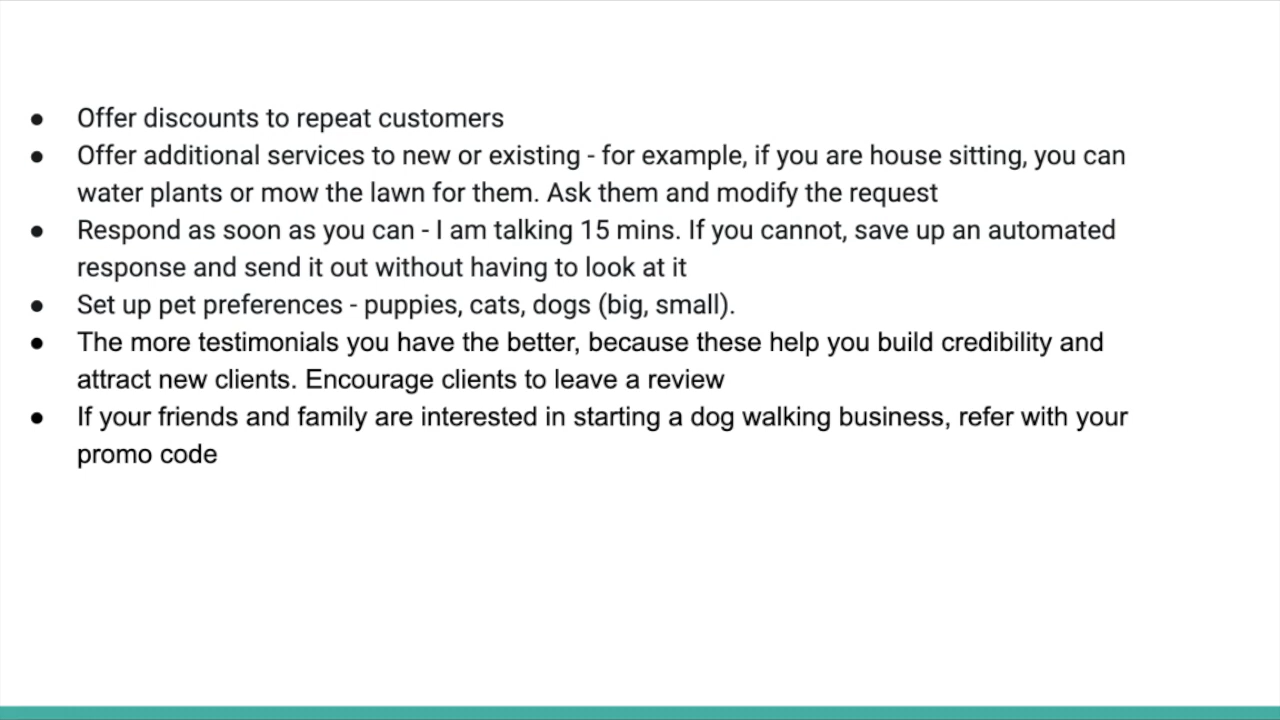 ● Offer discounts to repeat customers
● Offer additional services to new or existing - for example, if you are house sitting, you can
water plants or mow the lawn for them. Ask them and modify the request
● Respond as soon as you can - I am talking 15 mins. If you cannot, save up an automated
response and send it out without having to look at it
● Set up pet preferences - puppies, cats, dogs (big, small).
● The more testimonials you have the better, because these help you build credibility and
attract new clients. Encourage clients to leave a review
● If your friends and family are interested in starting a dog walking business, refer with your
promo code